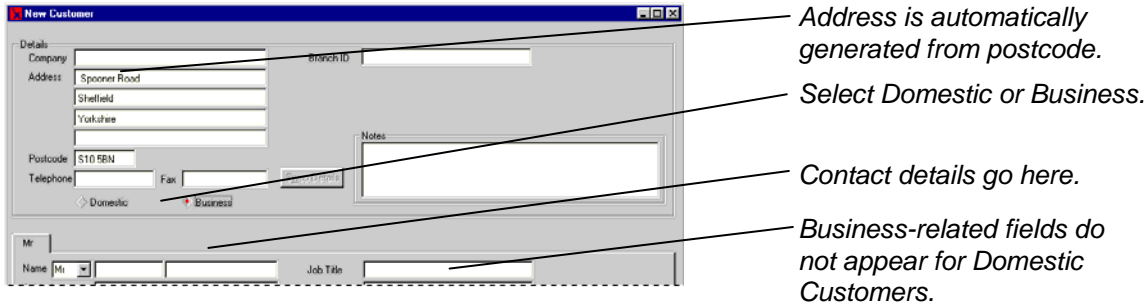 New Customer
Address is automatically
generated from postcode.
Details
Company
Branch ID
Address
Spooner Road
Select Domestic or Business.
Sheffield
Yorkshire
Notes
Postcode
S10 5BN
Telephone
Fax
Contact details go here.
Domestic
Business
Business-related fields do
not appear for Domestic
Customers.
Mr
Name
Mr
Job Title